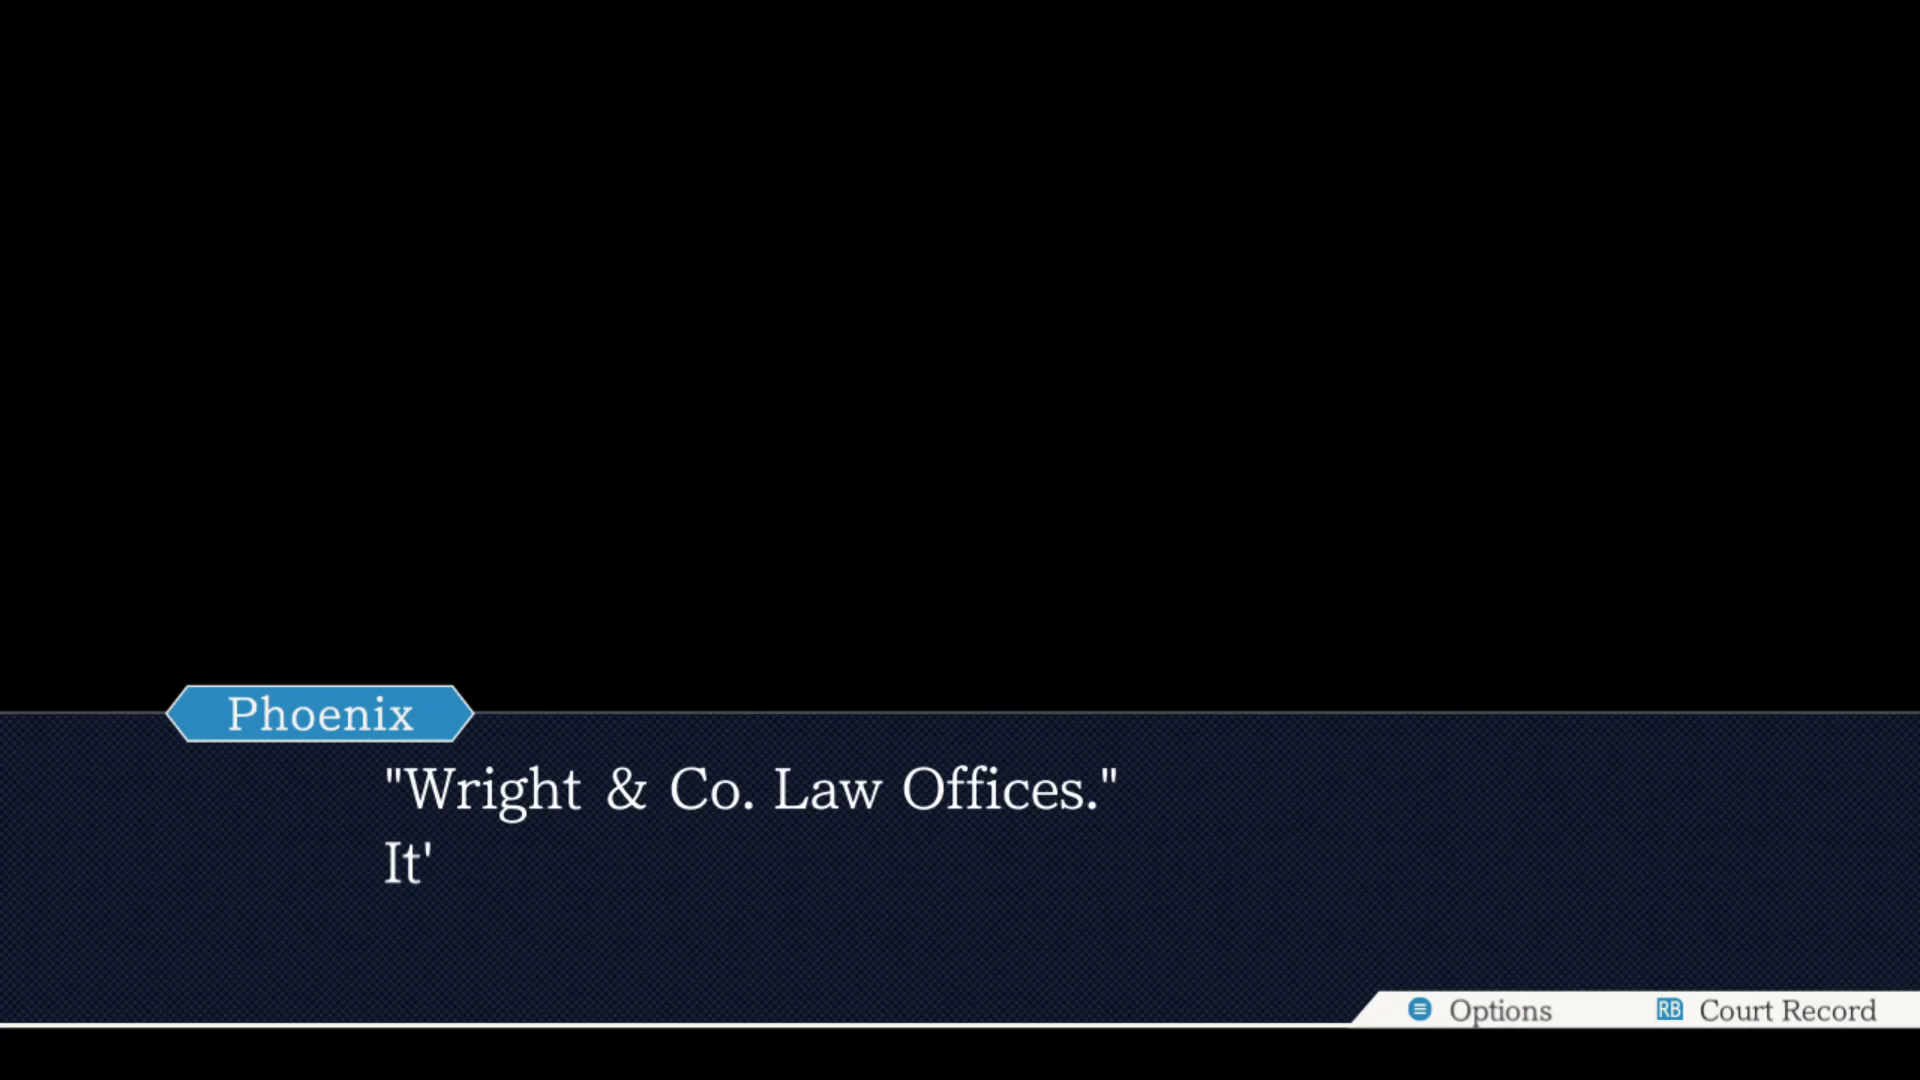 Phoenix
"Wright & Co. Law Offices."
It'
Options
RB Court Record